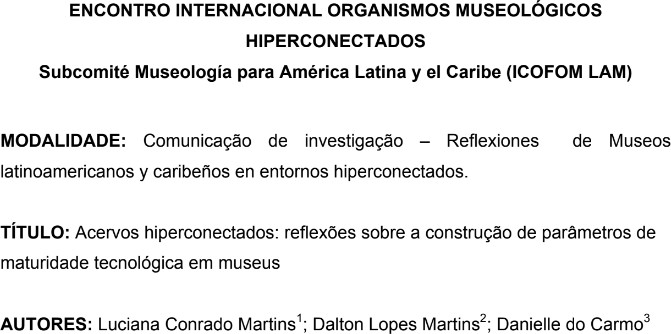 ENCONTRO INTERNACIONAL ORGANISMOS MUSEOLÓGICOS
HIPERCONECTADOS
Subcomité Museología para América Latina y el Caribe (ICOFOM LAM)
MODALIDADE: Comunicação de investigação – Reflexiones de Museos
latinoamericanos y caribeños en entornos hiperconectados.
TÍTULO: Acervos hiperconectados: reflexões sobre a construção de parâmetros de
maturidade tecnológica em museus
AUTORES: Luciana Conrado Martins¹; Dalton Lopes Martins²; Danielle do Carmo³